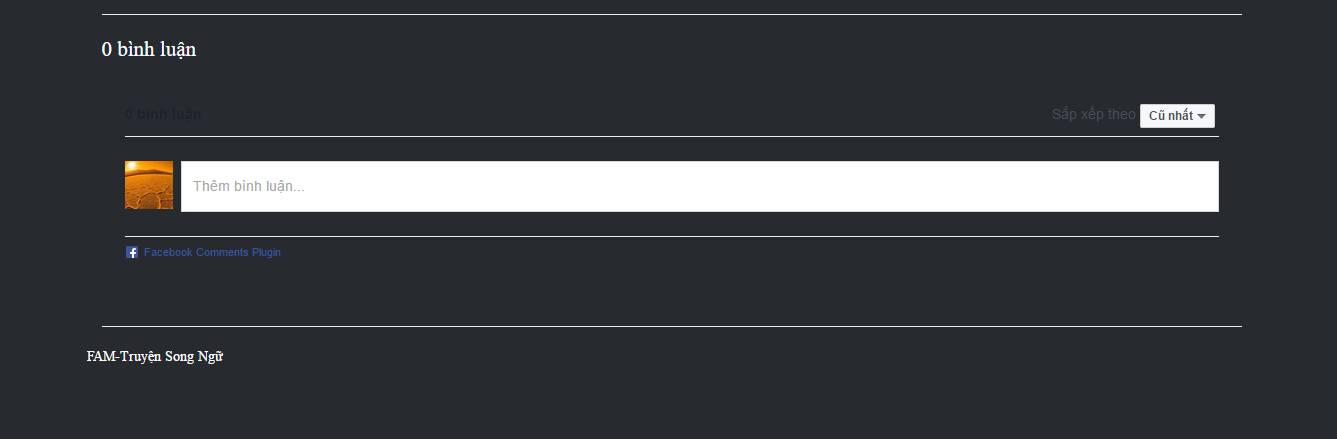 0 bình luận
0 bình luận
Sắp xếp theo Cũ nhất
Thêm bình luận...
Facebook Comments Plugin
FAM-Truyện Song Ngữ